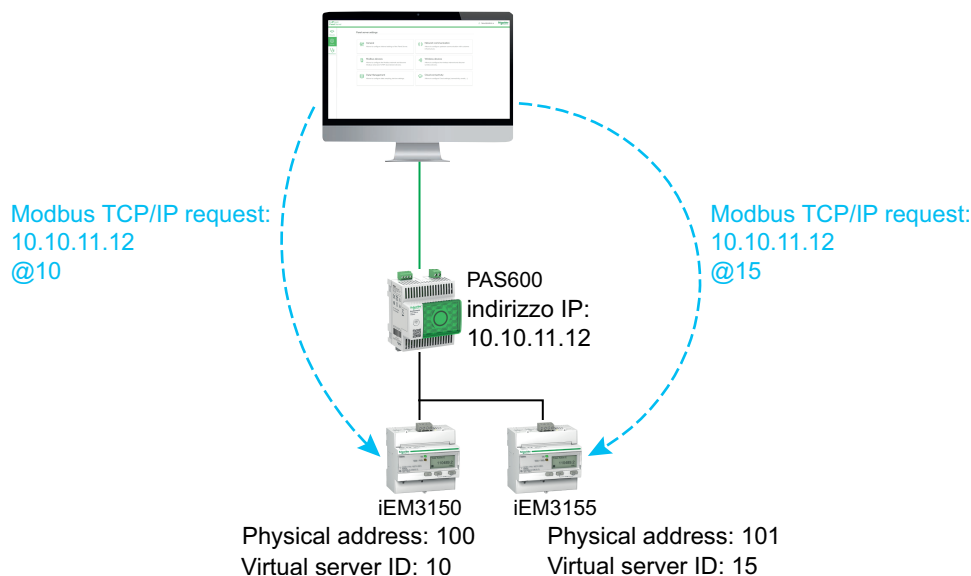 Modbus TCP/IP request:
10.10.11.12
@10
Modbus TCP/IP request:
10.10.11.12
@15
PAS600
indirizzo IP:
10.10.11.12
iEM3150
Physical address: 100
Virtual server ID: 10
iEM3155
Physical address: 101
Virtual server ID: 15